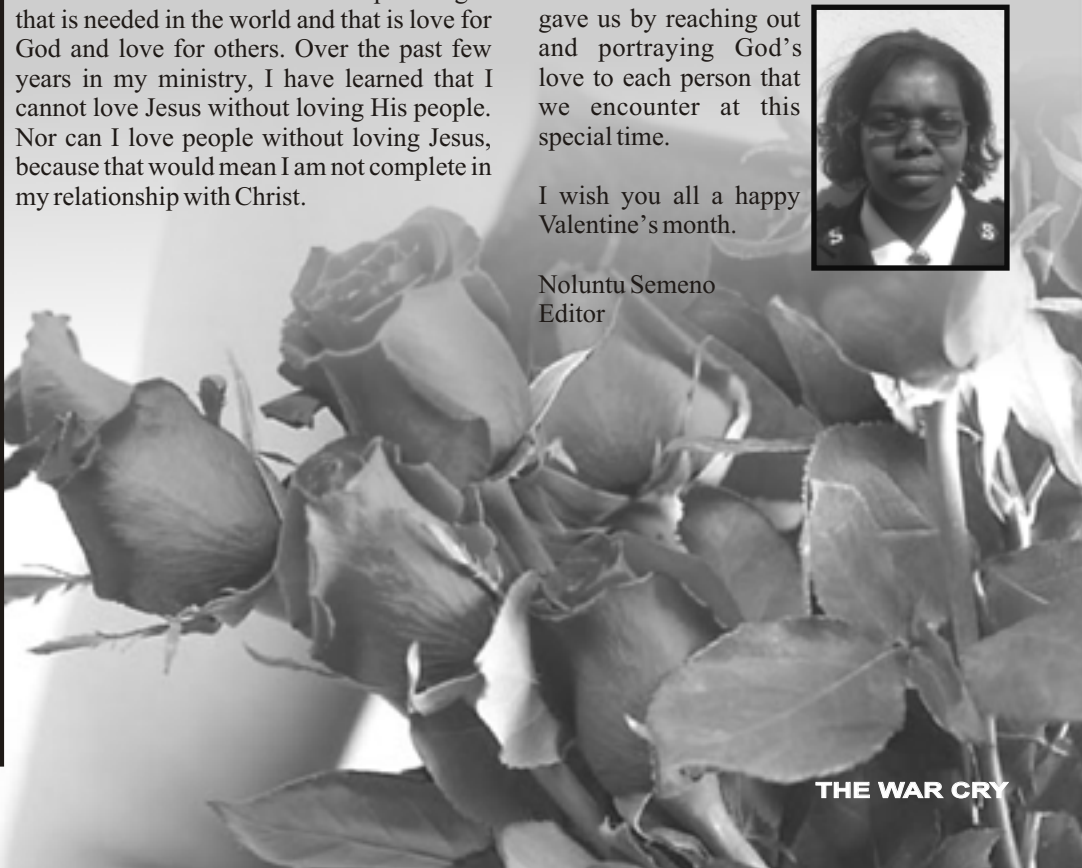 that is needed in the world and that is love for
God and love for others. Over the past few
years in my ministry, I have learned that I
cannot love Jesus without loving His people.
Nor can I love people without loving Jesus,
because that would mean I am not complete in
my relationship with Christ.
gave us by reaching out
and portraying God's
love to each person that
we encounter at this
special time.
I wish you all a happy
Valentine's month.
Noluntu Semeno
Editor
S S
THE WAR CRY